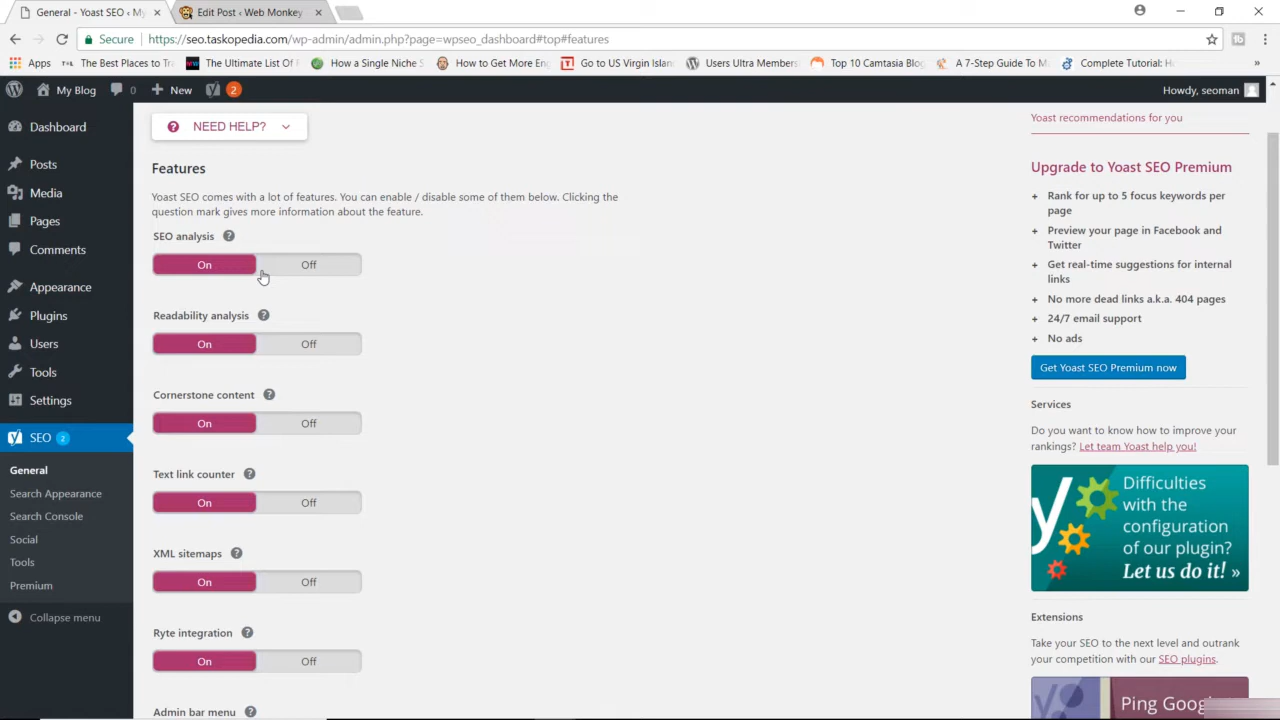 General - Yoast SEO ‹ My
Edit Post ‹ Web Monkey
Secure
https://seo.taskopedia.com/wp-admin/admin.php?page=wpseo_dashboard#top#features
Apps
The Best Places to Tra
The Ultimate List Of F
How a Single Niche S
How to Get More Eng
Go to US Virgin Island
Users Ultra Members
Top 10 Camtasia Blog
A 7-Step Guide To M
Complete Tutorial: H
»
My Blog
0
New
2
Howdy, seoman
Dashboard
Posts
Media
Pages
Comments
Appearance
Plugins
Users
Tools
Settings
SEO 2
General
Search Appearance
Search Console
Social
Tools
Premium
Collapse menu
NEED HELP?
Features
Yoast SEO comes with a lot of features. You can enable / disable some of them below. Clicking the
question mark gives more information about the feature.
SEO analysis
On
Off
Readability analysis
On
Off
Cornerstone content
On
Off
Text link counter
On
Off
XML sitemaps
On
Off
Ryte integration
On
Off
Admin bar menu
Yoast recommendations for you
Upgrade to Yoast SEO Premium
+ Rank for up to 5 focus keywords per
page
+ Preview your page in Facebook and
Twitter
+ Get real-time suggestions for internal
links
+ No more dead links a.k.a. 404 pages
+ 24/7 email support
+ No ads
Get Yoast SEO Premium now
Services
Do you want to know how to improve your
rankings? Let team Yoast help you!
Difficulties
with the
configuration
of our plugin?
Let us do it! »
Extensions
Take your SEO to the next level and outrank
your competition with our SEO plugins.
Ping Goog